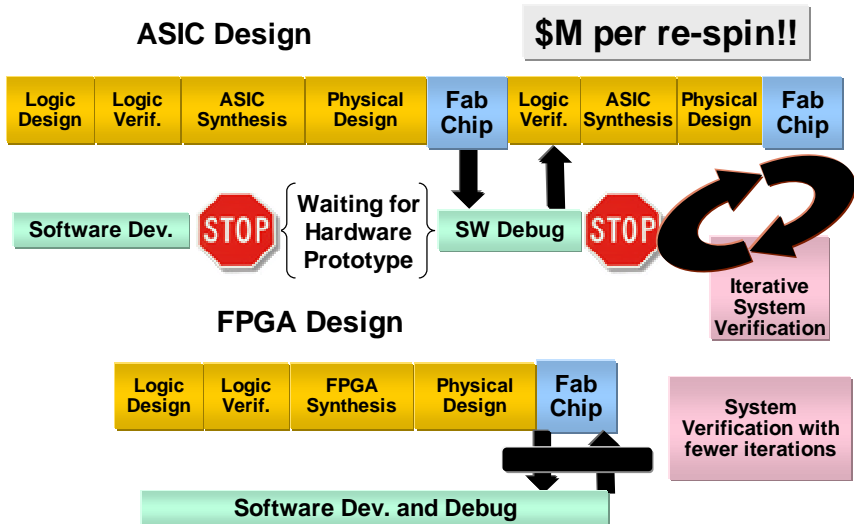 ASIC Design
$M per re-spin!!
Logic
Design
Logic
Verif.
ASIC
Synthesis
Physical
Design
Fab
Chip
Logic
Verif.
ASIC
Synthesis
Physical
Design
Fab
Chip
Software Dev.
STOP
Waiting for
Hardware
Prototype
SW Debug
STOP
Iterative
System
Verification
FPGA Design
Logic
Design
Logic
Verif.
FPGA
Synthesis
Physical
Design
Fab
Chip
System
Verification with
fewer iterations
Software Dev. and Debug